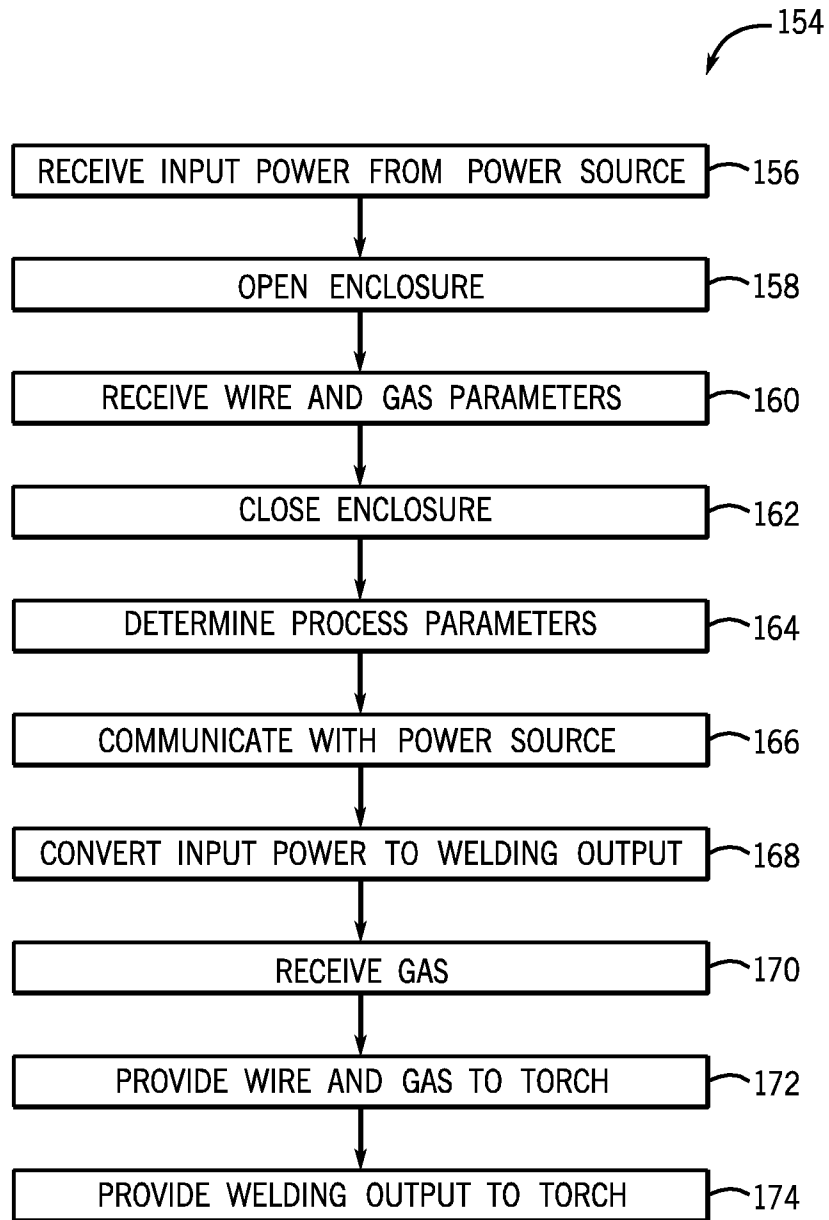 154
RECEIVE INPUT POWER FROM POWER SOURCE 156
OPEN ENCLOSURE 158
RECEIVE WIRE AND GAS PARAMETERS 160
CLOSE ENCLOSURE 162
DETERMINE PROCESS PARAMETERS 164
COMMUNICATE WITH POWER SOURCE 166
CONVERT INPUT POWER TO WELDING OUTPUT 168
RECEIVE GAS 170
PROVIDE WIRE AND GAS TO TORCH 172
PROVIDE WELDING OUTPUT TO TORCH 174